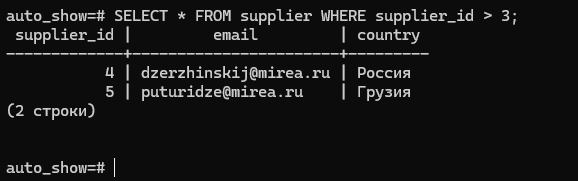 auto_show=# SELECT * FROM supplier WHERE supplier_id > 3;
 supplier_id |         email         | country
-------------+-----------------------+---------
           4 | dzerzhinskij@mirea.ru | Россия
           5 | puturidze@mirea.ru    | Грузия
(2 строки)
auto_show=#